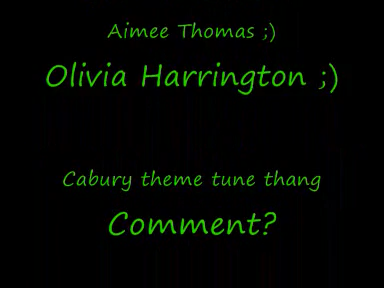 Aimee Thomas ;)
Olivia Harrington ;)
Cabury theme tune thang
Comment?